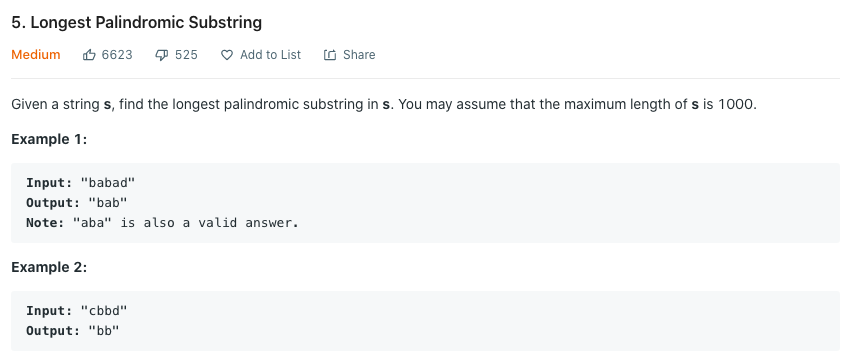 5. Longest Palindromic Substring
Medium 6623 525 Add to List Share
Given a string s, find the longest palindromic substring in s. You may assume that the maximum length of s is 1000.
Example 1:
Input: "babad"
Output: "bab"
Note: "aba" is also a valid answer.
Example 2:
Input: "cbbd"
Output: "bb"